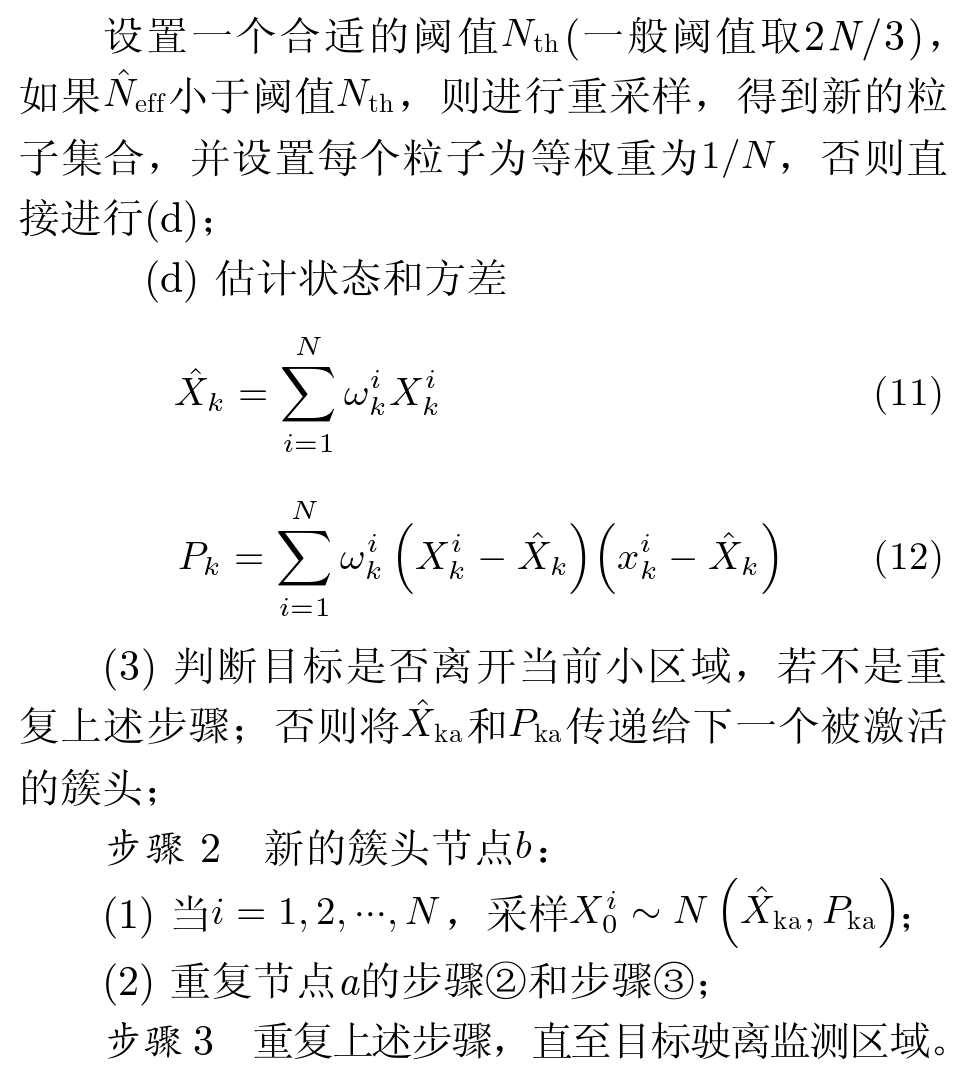 设置一个合适的阈值$N_{\text{th}}$(一般阈值取$2N/3$)，
如果$\hat{N}_{\text{eff}}$小于阈值$N_{\text{th}}$，则进行重采样，得到新的粒
子集合，并设置每个粒子为等权重为$1/N$，否则直
接进行(d)；
(d) 估计状态和方差
$\hat{X}_k = \sum_{i=1}^{N} \omega_k^i X_k^i$ (11)
$P_k = \sum_{i=1}^{N} \omega_k^i \left( X_k^i - \hat{X}_k \right) \left( x_k^i - \hat{X}_k \right)$ (12)
(3) 判断目标是否离开当前小区域，若不是重
复上述步骤；否则将$\hat{X}_{\text{ka}}$和$P_{\text{ka}}$传递给下一个被激活
的簇头；
步骤 2 新的簇头节点$b$：
(1) 当$i = 1, 2, \cdots, N$，采样$X_0^i \sim N \left( \hat{X}_{\text{ka}}, P_{\text{ka}} \right)$；
(2) 重复节点$a$的步骤②和步骤③；
步骤 3 重复上述步骤，直至目标驶离监测区域。